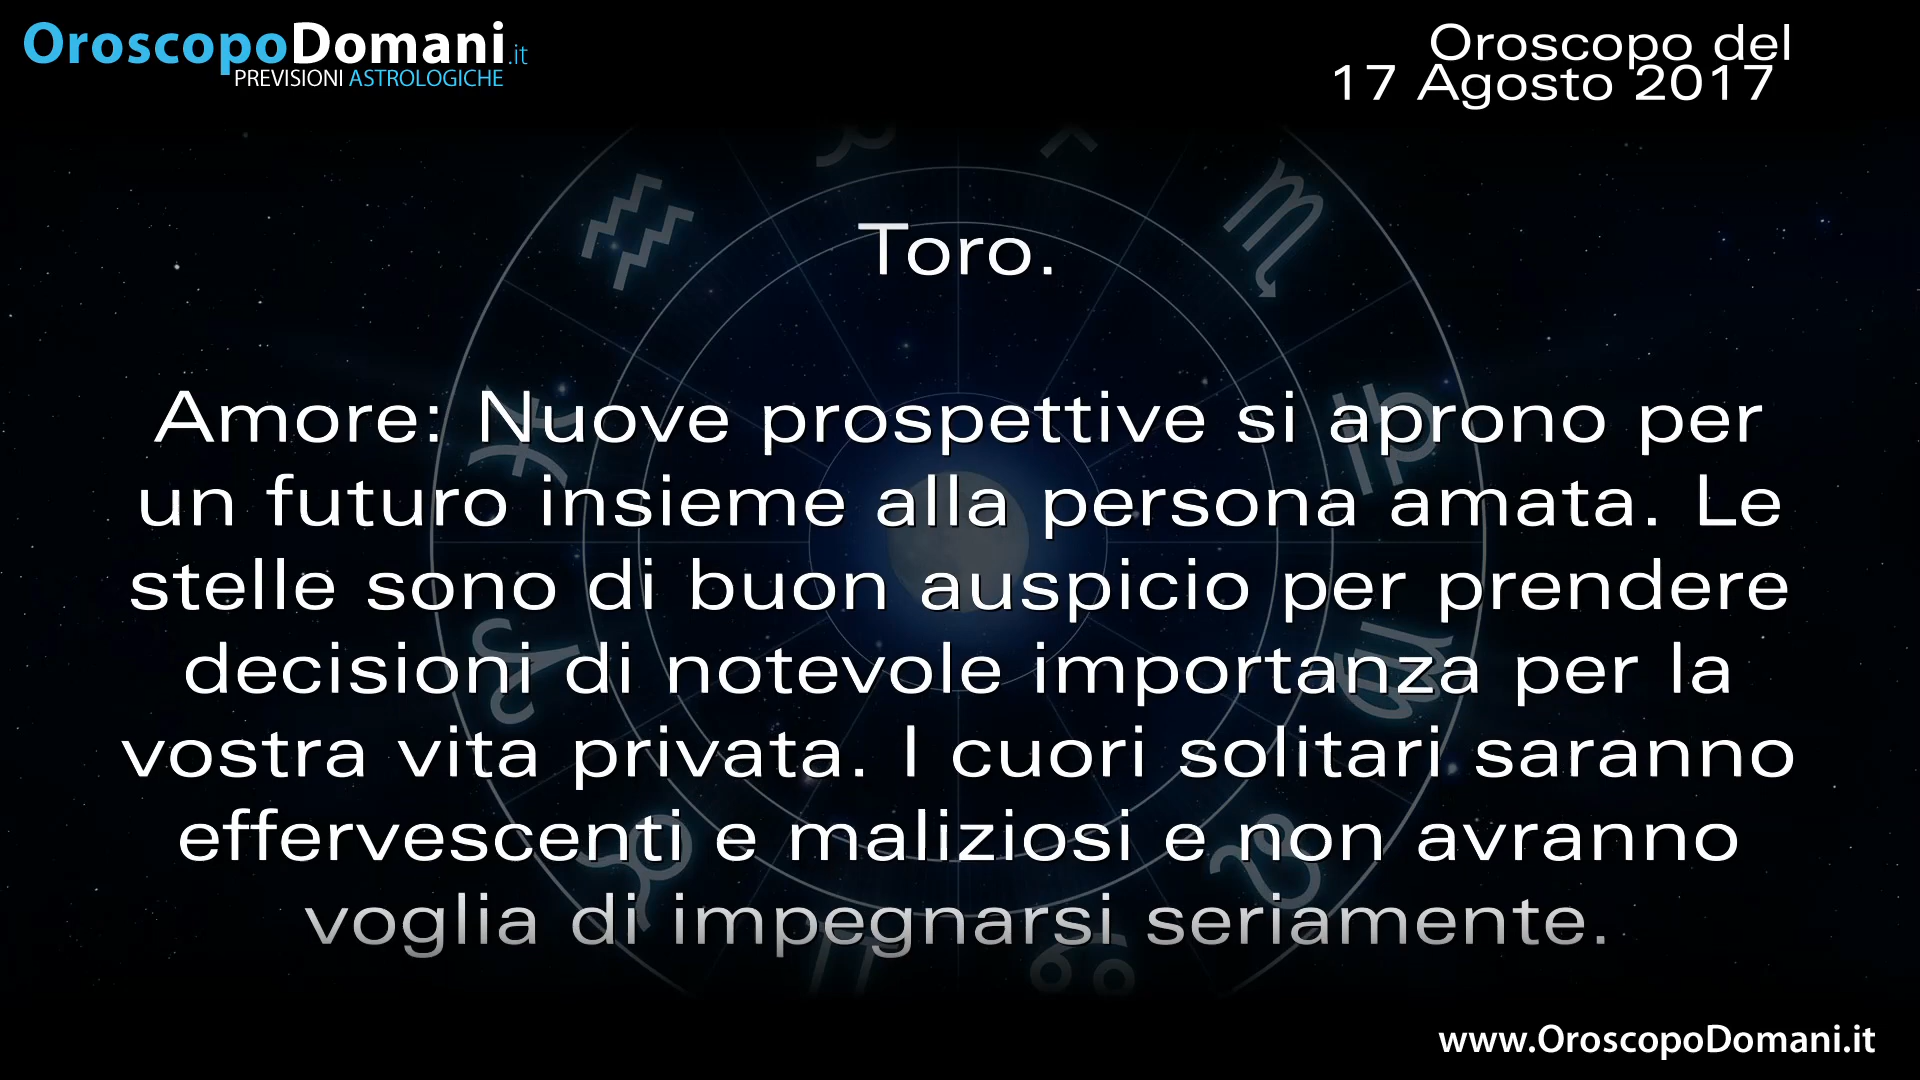 OroscopoDomani.it
PREVISIONI ASTROLOGICHE
Oroscopo del
17 Agosto 2017
Toro.
Amore: Nuove prospettive si aprono per
un futuro insieme alla persona amata. Le
stelle sono di buon auspicio per prendere
decisioni di notevole importanza per la
vostra vita privata. I cuori solitari saranno
effervescenti e maliziosi e non avranno
voglia di impegnarsi seriamente.
www.OroscopoDomani.it